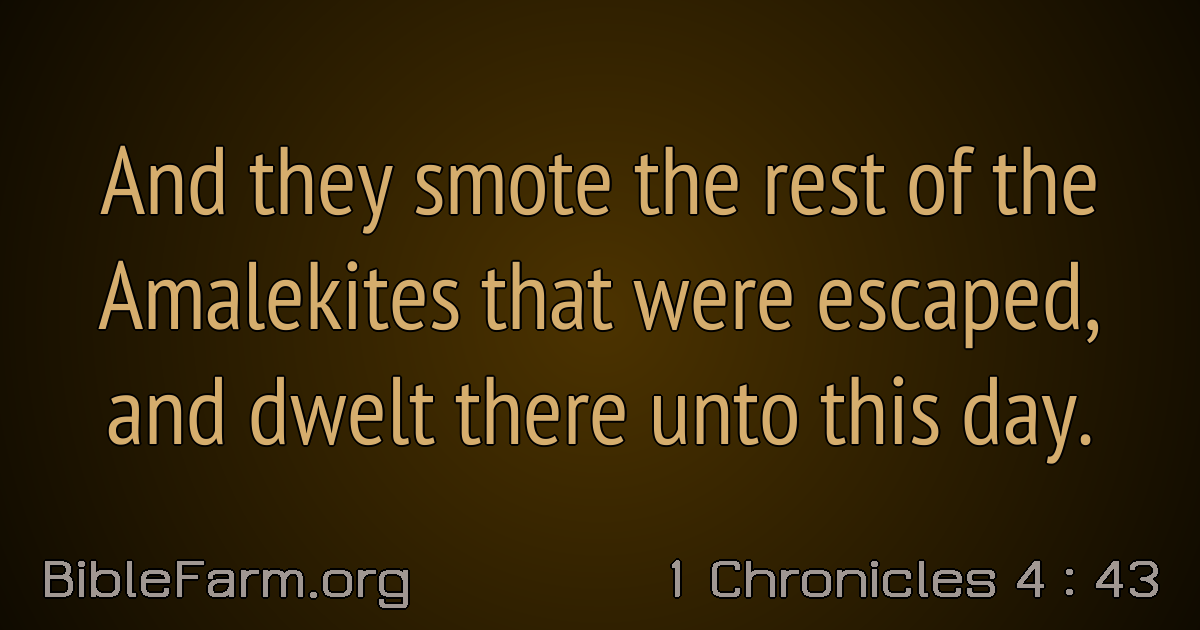 And they smote the rest of the
Amalekites that were escaped,
and dwelt there unto this day.
BibleFarm.org
1 Chronicles 4 : 43